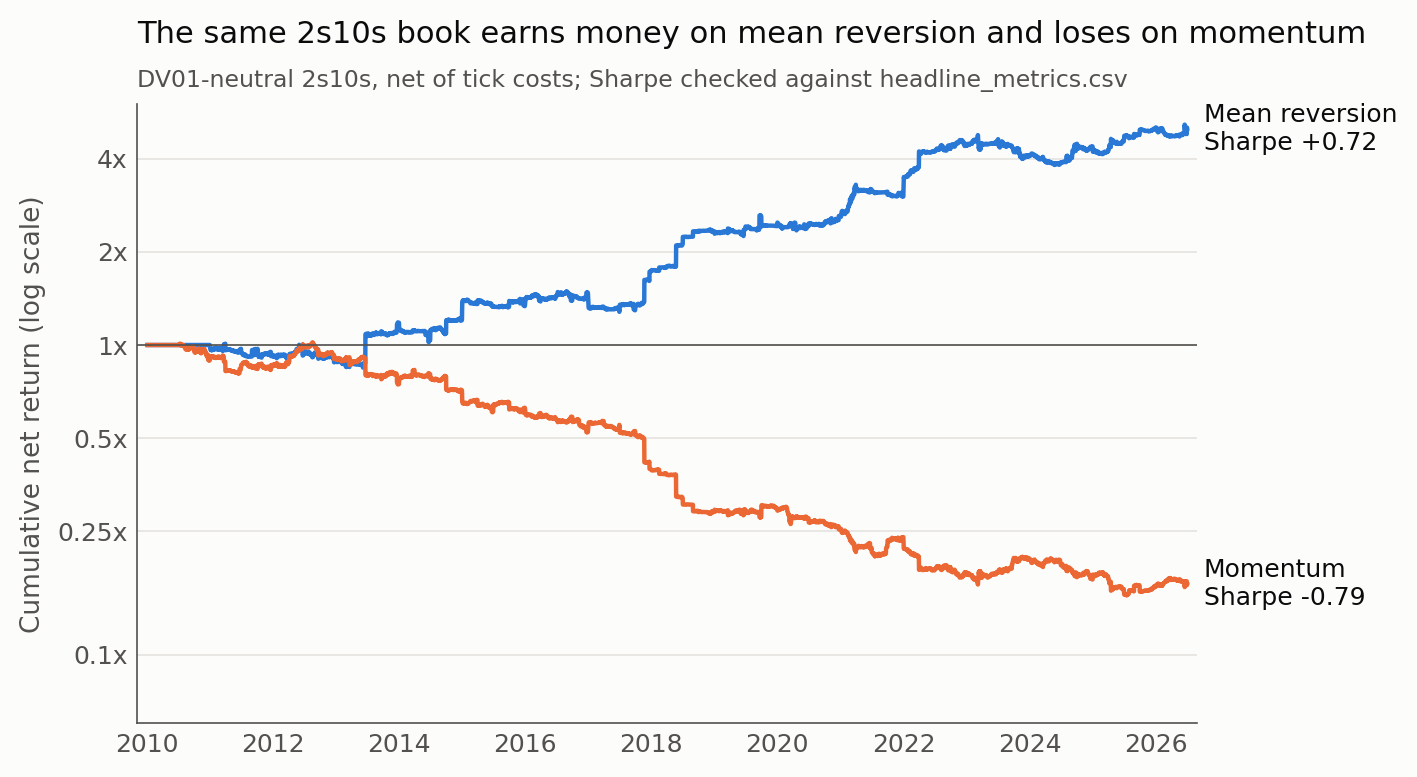 The same 2s10s book earns money on mean reversion and loses on momentum
DV01-neutral 2s10s, net of tick costs; Sharpe checked against headline_metrics.csv
Cumulative net return (log scale)
4x
2x
1x
0.5x
0.25x
0.1x
Mean reversion
Sharpe +0.72
Momentum
Sharpe -0.79
2010 2012 2014 2016 2018 2020 2022 2024 2026